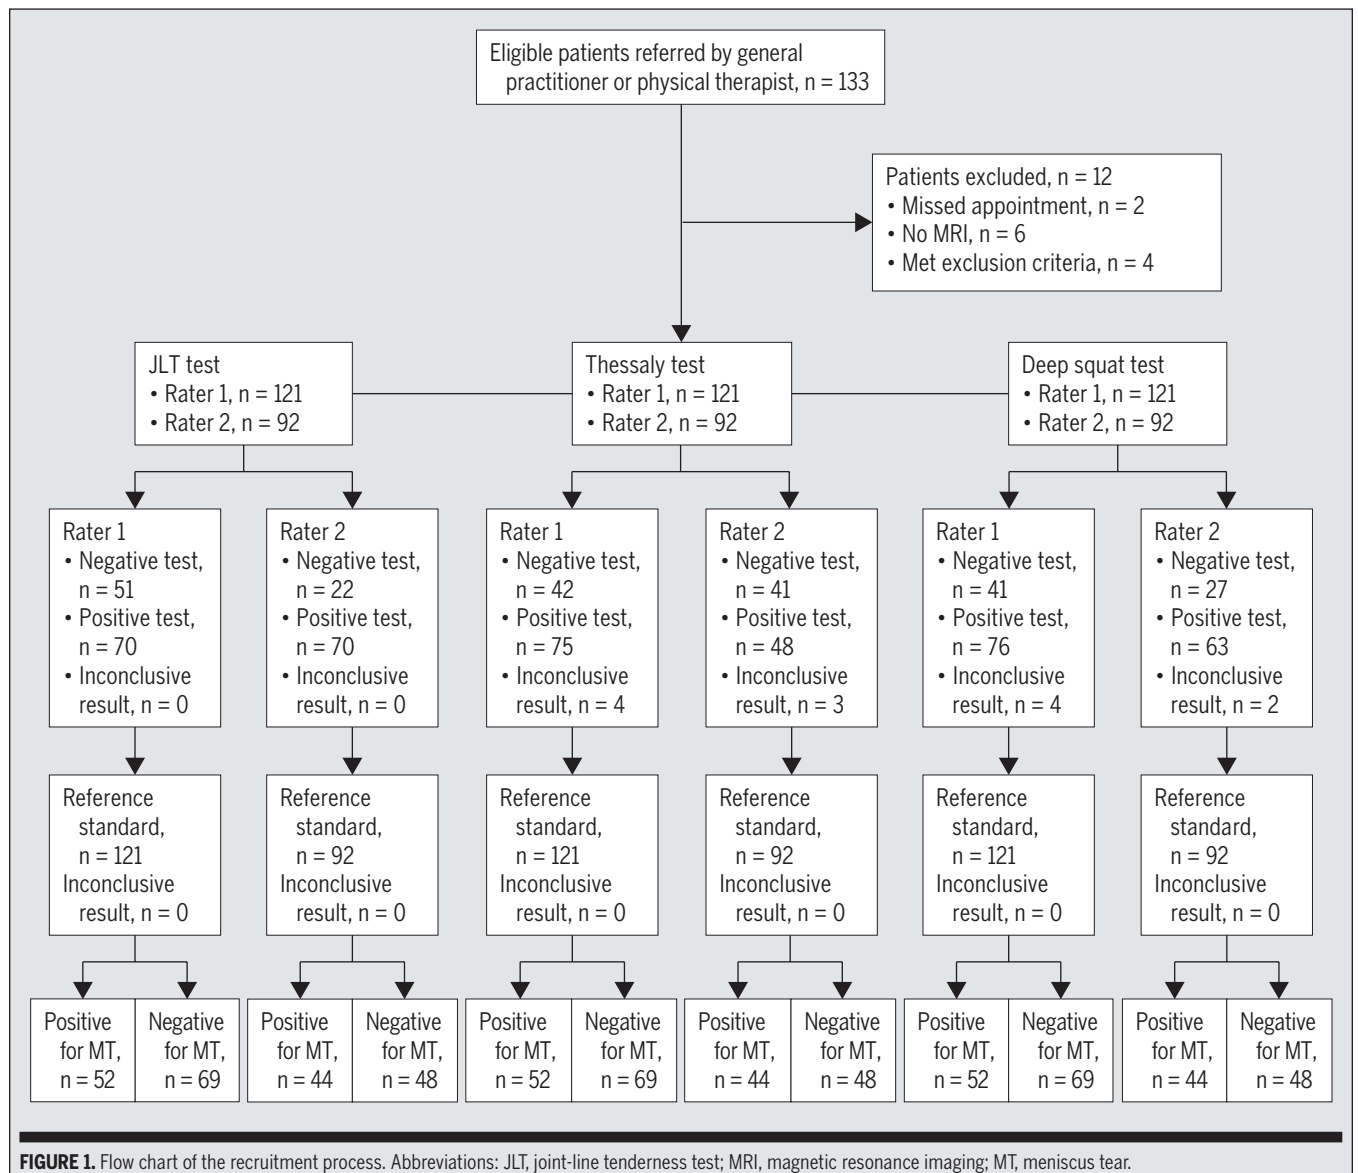 Eligible patients referred by general
practitioner or physical therapist, n = 133
Patients excluded, n = 12
• Missed appointment, n = 2
• No MRI, n = 6
• Met exclusion criteria, n = 4
JLT test
• Rater 1, n = 121
• Rater 2, n = 92
Thessaly test
• Rater 1, n = 121
• Rater 2, n = 92
Deep squat test
• Rater 1, n = 121
• Rater 2, n = 92
Rater 1
• Negative test,
n = 51
• Positive test,
n = 70
• Inconclusive
result, n = 0
Rater 2
• Negative test,
n = 22
• Positive test,
n = 70
• Inconclusive
result, n = 0
Rater 1
• Negative test,
n = 42
• Positive test,
n = 75
• Inconclusive
result, n = 4
Rater 2
• Negative test,
n = 41
• Positive test,
n = 48
• Inconclusive
result, n = 3
Rater 1
• Negative test,
n = 41
• Positive test,
n = 76
• Inconclusive
result, n = 4
Rater 2
• Negative test,
n = 27
• Positive test,
n = 63
• Inconclusive
result, n = 2
Reference
standard,
n = 121
Inconclusive
result, n = 0
Reference
standard,
n = 92
Inconclusive
result, n = 0
Reference
standard,
n = 121
Inconclusive
result, n = 0
Reference
standard,
n = 92
Inconclusive
result, n = 0
Reference
standard,
n = 121
Inconclusive
result, n = 0
Reference
standard,
n = 92
Inconclusive
result, n = 0
Positive
for MT,
n = 52
Negative
for MT,
n = 69
Positive
for MT,
n = 44
Negative
for MT,
n = 48
Positive
for MT,
n = 52
Negative
for MT,
n = 69
Positive
for MT,
n = 44
Negative
for MT,
n = 48
Positive
for MT,
n = 52
Negative
for MT,
n = 69
Positive
for MT,
n = 44
Negative
for MT,
n = 48
FIGURE 1. Flow chart of the recruitment process. Abbreviations: JLT, joint-line tenderness test; MRI, magnetic resonance imaging; MT, meniscus tear.